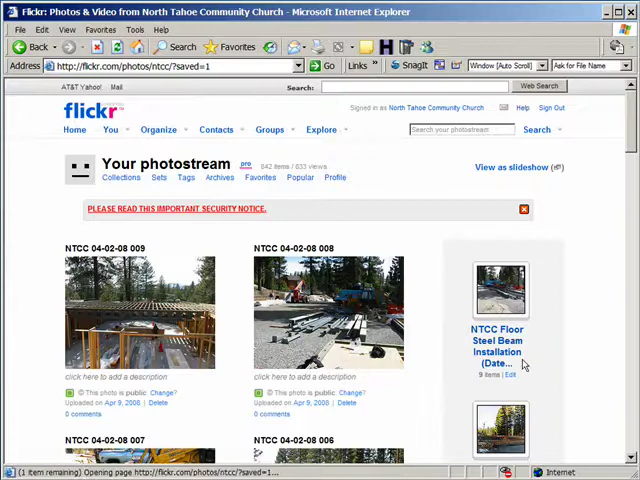 Flickr: Photos & Video from North Tahoe Community Church - Microsoft Internet Explorer
File Edit View Favorites Tools Help
Back Search Favorites
Address http://flickr.com/photos/ntcc/?saved=1 Go Links » SnagIt Window [Auto Scroll] Ask for File Name
AT&T Yahoo! Mail Search: Web Search
flickr Signed in as North Tahoe Community Church Help Sign Out
Home You Organize Contacts Groups Explore Search your photostream Search
Your photostream pro 842 items / 833 views View as slideshow
Collections Sets Tags Archives Favorites Popular Profile
PLEASE READ THIS IMPORTANT SECURITY NOTICE.
NTCC 04-02-08 009 NTCC 04-02-08 008
NTCC Floor
Steel Beam
Installation
(Date...
9 items | Edit
click here to add a description click here to add a description
© This photo is public Change? © This photo is public Change?
Uploaded on Apr 9, 2008 | Delete Uploaded on Apr 9, 2008 | Delete
0 comments 0 comments
NTCC 04-02-08 007 NTCC 04-02-08 006
(1 item remaining) Opening page http://flickr.com/photos/ntcc/?saved=1... Internet